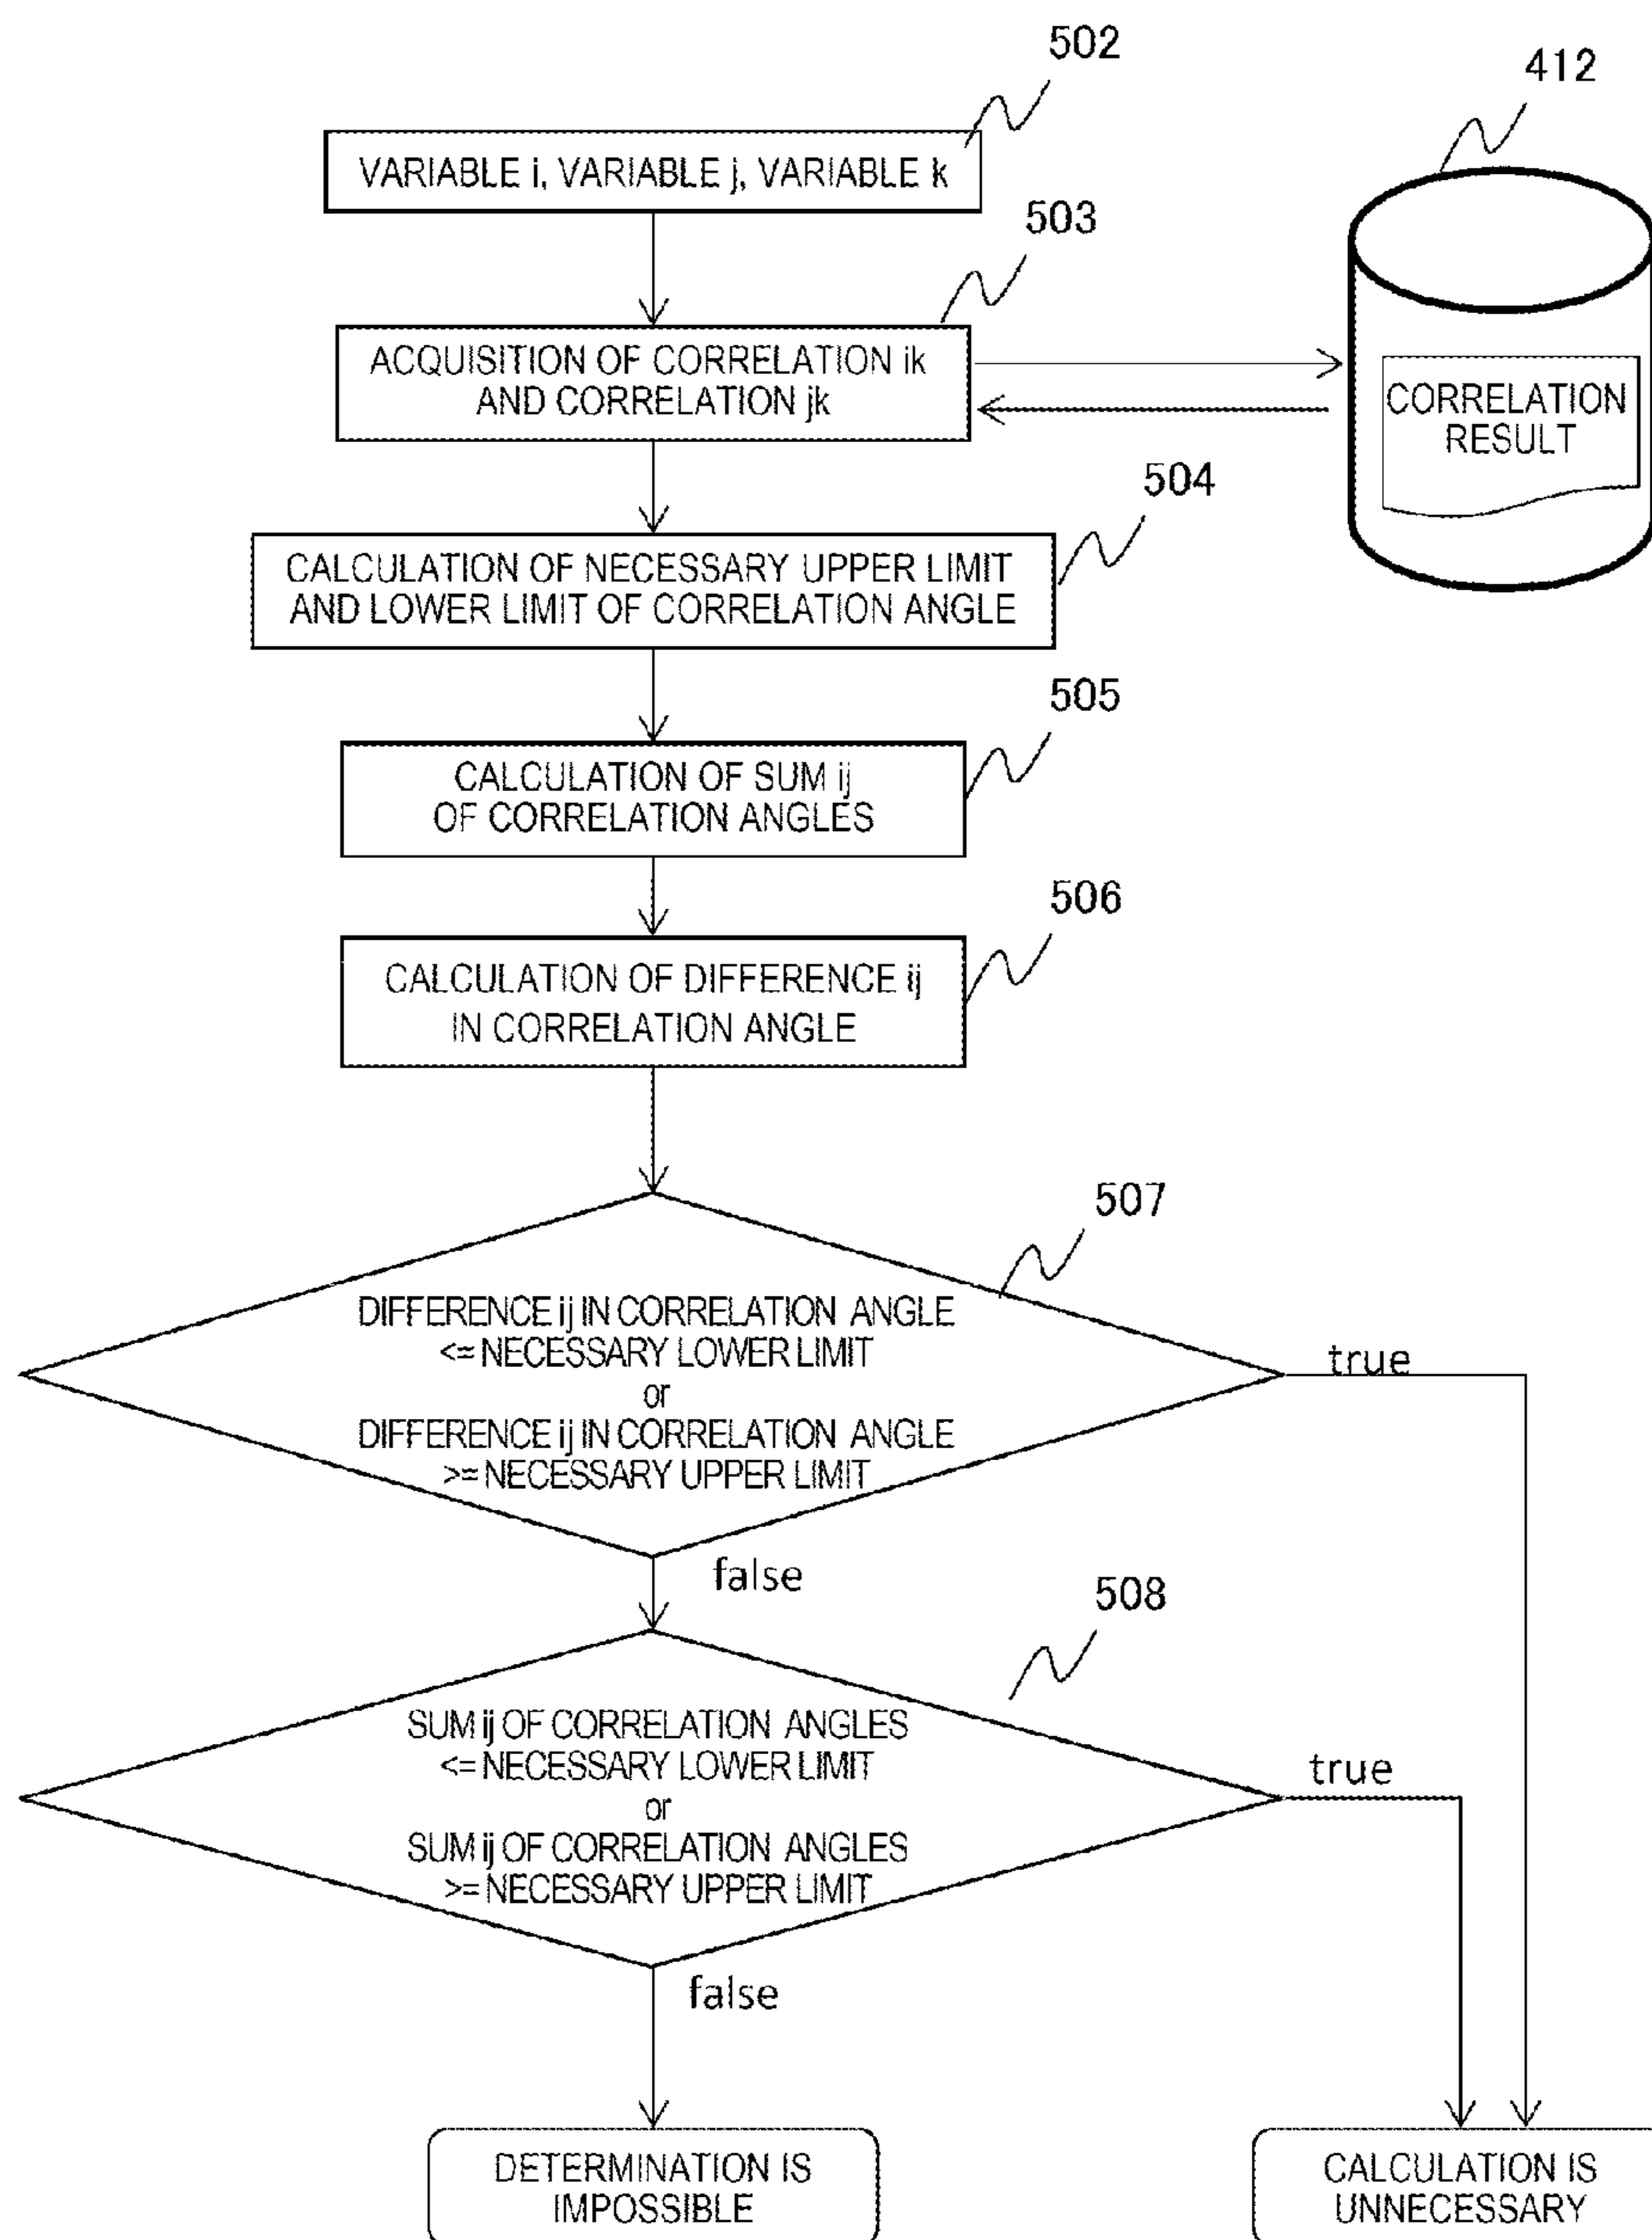 502
412
VARIABLE i, VARIABLE j, VARIABLE k
503
ACQUISITION OF CORRELATION ik
AND CORRELATION jk
CORRELATION
RESULT
504
CALCULATION OF NECESSARY UPPER LIMIT
AND LOWER LIMIT OF CORRELATION ANGLE
505
CALCULATION OF SUM ij
OF CORRELATION ANGLES
506
CALCULATION OF DIFFERENCE ij
IN CORRELATION ANGLE
507
DIFFERENCE ij IN CORRELATION ANGLE
<= NECESSARY LOWER LIMIT
or
DIFFERENCE ij IN CORRELATION ANGLE
>= NECESSARY UPPER LIMIT
true
false
508
SUM ij OF CORRELATION ANGLES
<= NECESSARY LOWER LIMIT
or
SUM ij OF CORRELATION ANGLES
>= NECESSARY UPPER LIMIT
true
false
DETERMINATION IS
IMPOSSIBLE
CALCULATION IS
UNNECESSARY